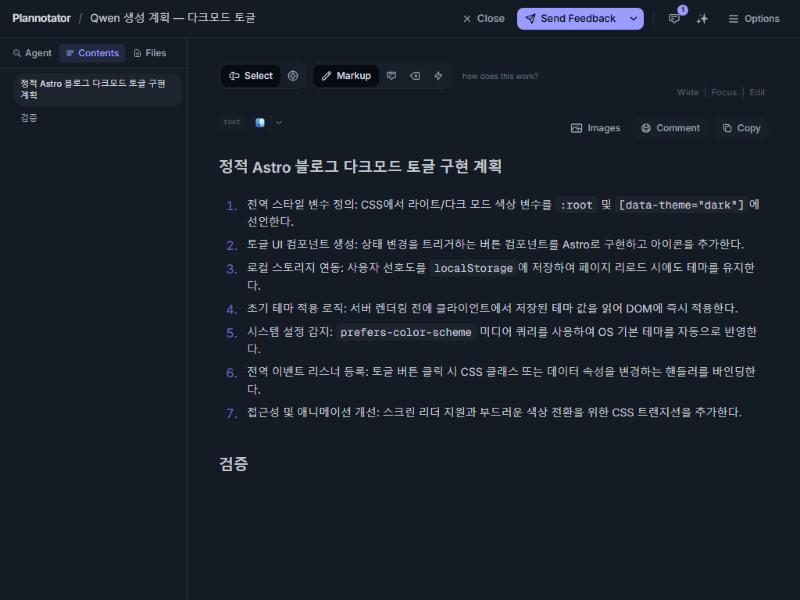 Plannotator / Qwen 생성 계획 — 다크모드 토글
Close
Send Feedback
1
Options
Agent
Contents
Files
정적 Astro 블로그 다크모드 토글 구현
계획
검증
Select
Markup
how does this work?
Wide | Focus | Edit
root
Images
Comment
Copy
정적 Astro 블로그 다크모드 토글 구현 계획
1. 전역 스타일 변수 정의: CSS에서 라이트/다크 모드 색상 변수를 :root 및 [data-theme="dark"] 에
선언한다.
2. 토글 UI 컴포넌트 생성: 상태 변경을 트리거하는 버튼 컴포넌트를 Astro로 구현하고 아이콘을 추가한다.
3. 로컬 스토리지 연동: 사용자 선호도를 localStorage 에 저장하여 페이지 리로드 시에도 테마를 유지한
다.
4. 초기 테마 적용 로직: 서버 렌더링 전에 클라이언트에서 저장된 테마 값을 읽어 DOM에 즉시 적용한다.
5. 시스템 설정 감지: prefers-color-scheme 미디어 쿼리를 사용하여 OS 기본 테마를 자동으로 반영한
다.
6. 전역 이벤트 리스너 등록: 토글 버튼 클릭 시 CSS 클래스 또는 데이터 속성을 변경하는 핸들러를 바인딩한
다.
7. 접근성 및 애니메이션 개선: 스크린 리더 지원과 부드러운 색상 전환을 위한 CSS 트랜지션을 추가한다.
검증